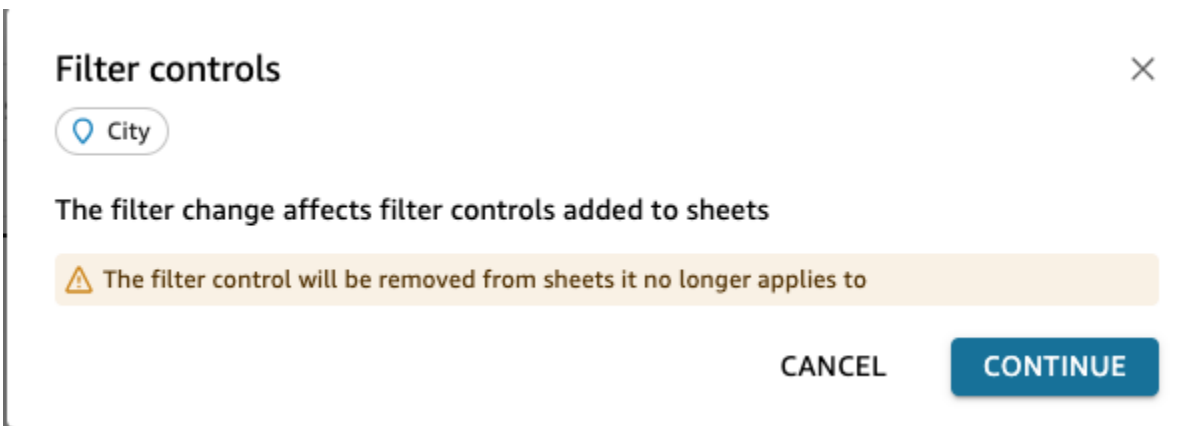 Filter controls
City
The filter change affects filter controls added to sheets
The filter control will be removed from sheets it no longer applies to
CANCEL CONTINUE